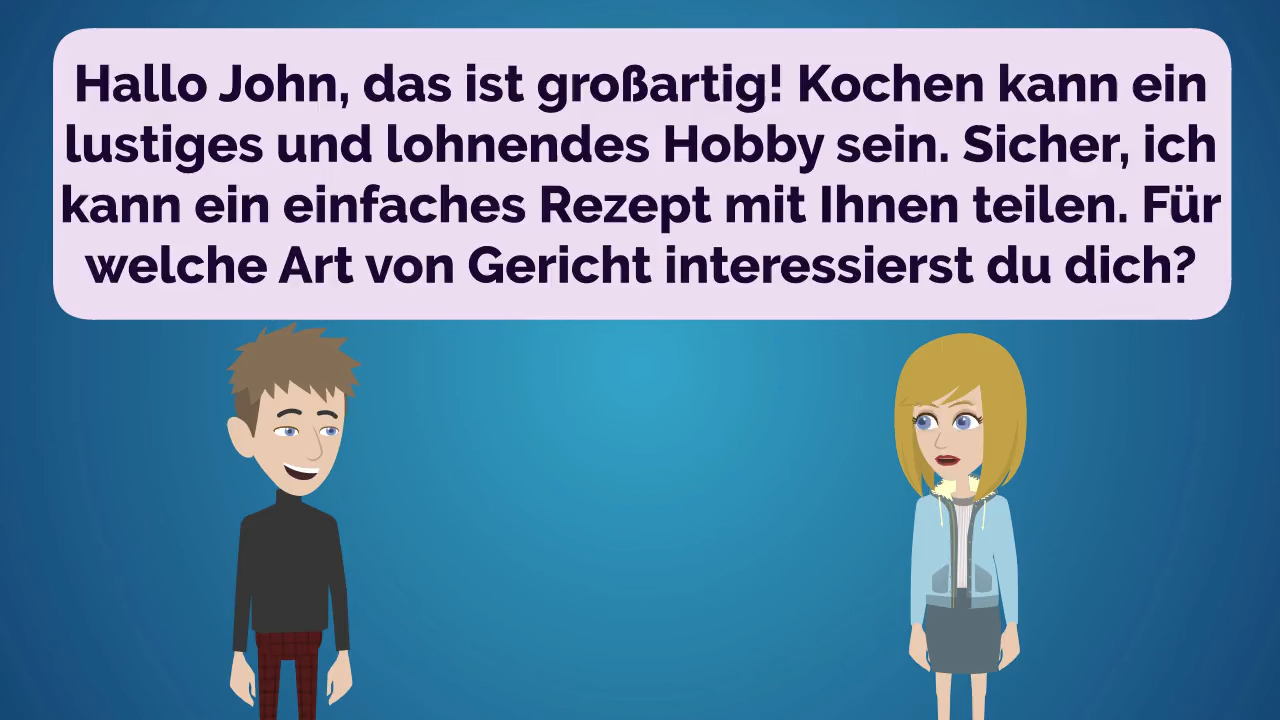 Hallo John, das ist großartig! Kochen kann ein
lustiges und lohnendes Hobby sein. Sicher, ich
kann ein einfaches Rezept mit Ihnen teilen. Für
welche Art von Gericht interessierst du dich?